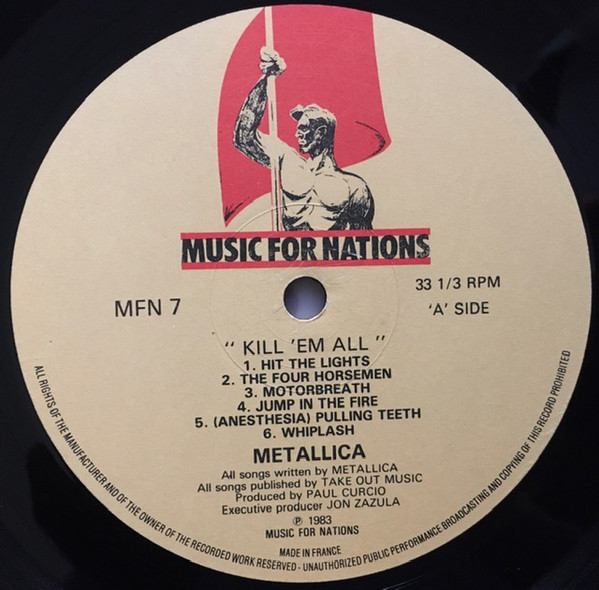 MUSIC FOR NATIONS
33 1/3 RPM
MFN 7
'A' SIDE
" KILL 'EM ALL "
1. HIT THE LIGHTS
2. THE FOUR HORSEMEN
3. MOTORBREATH
4. JUMP IN THE FIRE
5. (ANESTHESIA) PULLING TEETH
6. WHIPLASH
METALLICA
All songs written by METALLICA
All songs published by TAKE OUT MUSIC
Produced by PAUL CURCIO
Executive producer JON ZAZULA
℗ 1983
MUSIC FOR NATIONS
MADE IN FRANCE
ALL RIGHTS OF THE MANUFACTURER AND OF THE OWNER OF THE RECORDED WORK RESERVED - UNAUTHORIZED PUBLIC PERFORMANCE BROADCASTING AND COPYING OF THIS RECORD PROHIBITED